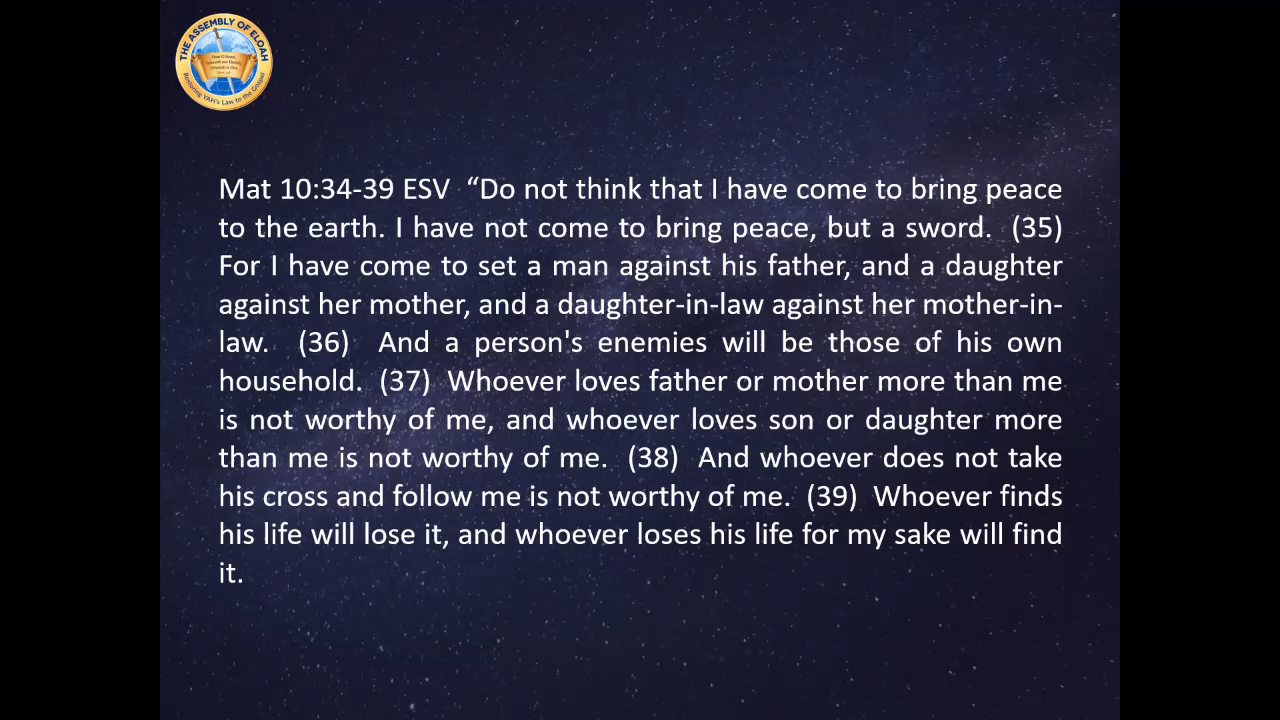 THE ASSEMBLY OF ELOAH
Restoring YAH's Law to the Gospel
Mat 10:34-39 ESV “Do not think that I have come to bring peace
to the earth. I have not come to bring peace, but a sword. (35)
For I have come to set a man against his father, and a daughter
against her mother, and a daughter-in-law against her mother-in-
law. (36) And a person's enemies will be those of his own
household. (37) Whoever loves father or mother more than me
is not worthy of me, and whoever loves son or daughter more
than me is not worthy of me. (38) And whoever does not take
his cross and follow me is not worthy of me. (39) Whoever finds
his life will lose it, and whoever loses his life for my sake will find
it.